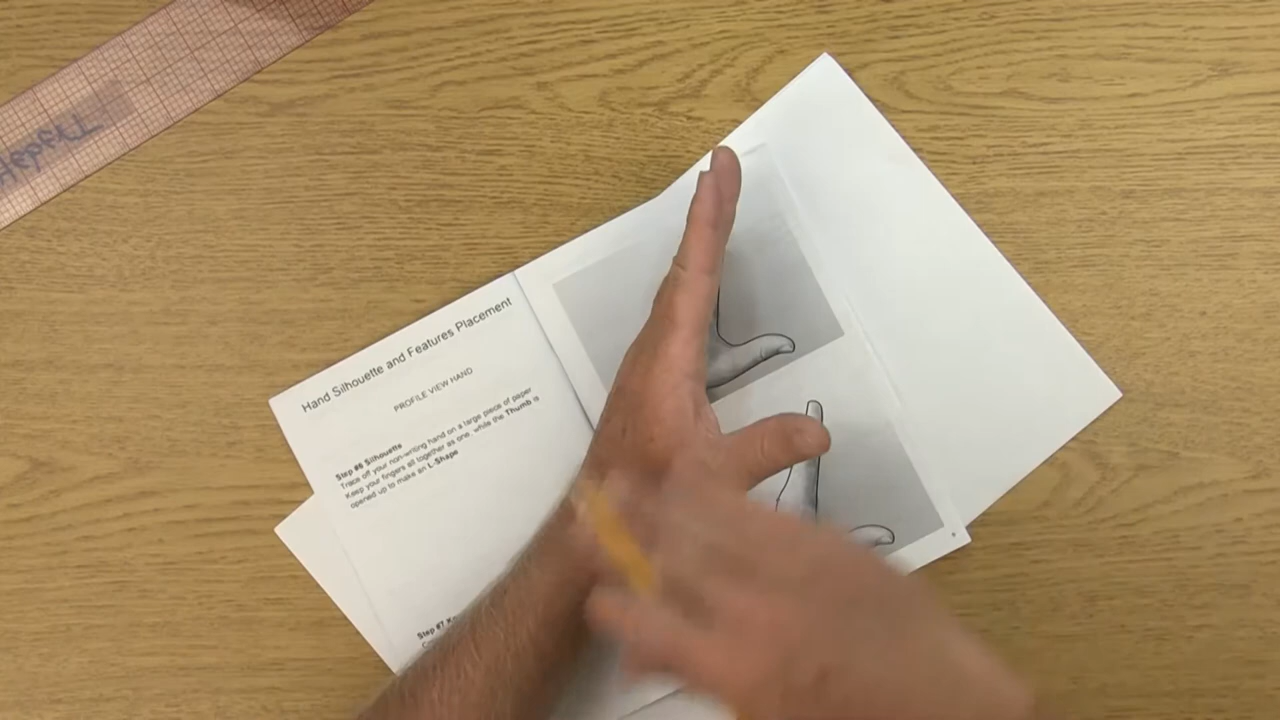 Hand Silhouette and Features Placement
PROFILE VIEW HAND
Step #6 Silhouette
Trace off your non-writing hand on a large piece of paper
Keep your fingers all together as one, while the Thumb is
opened up to make an L-Shape
Step #7